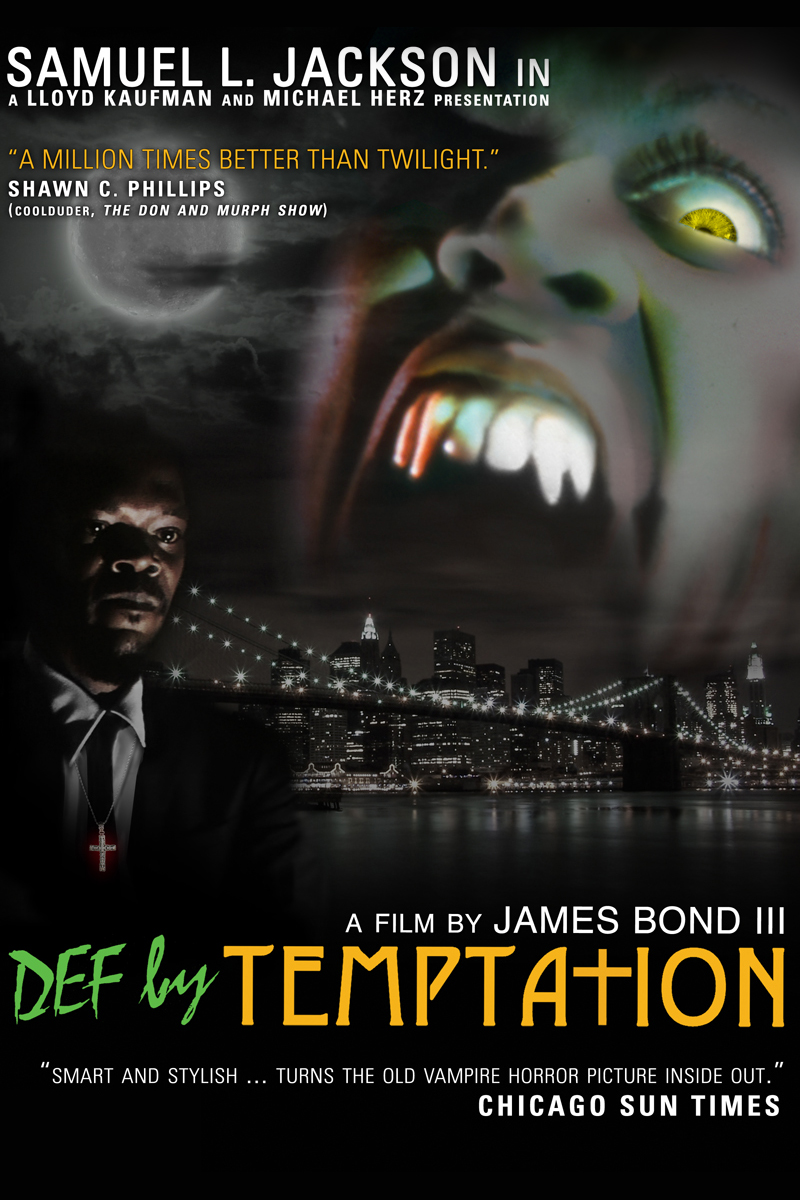 SAMUEL L. JACKSON IN
A LLOYD KAUFMAN AND MICHAEL HERZ PRESENTATION
“A MILLION TIMES BETTER THAN TWILIGHT.”
SHAWN C. PHILLIPS
(COOLDUDER, THE DON AND MURPH SHOW)
A FILM BY JAMES BOND III
DEF by TEMPTATION
“SMART AND STYLISH ... TURNS THE OLD VAMPIRE HORROR PICTURE INSIDE OUT.”
CHICAGO SUN TIMES